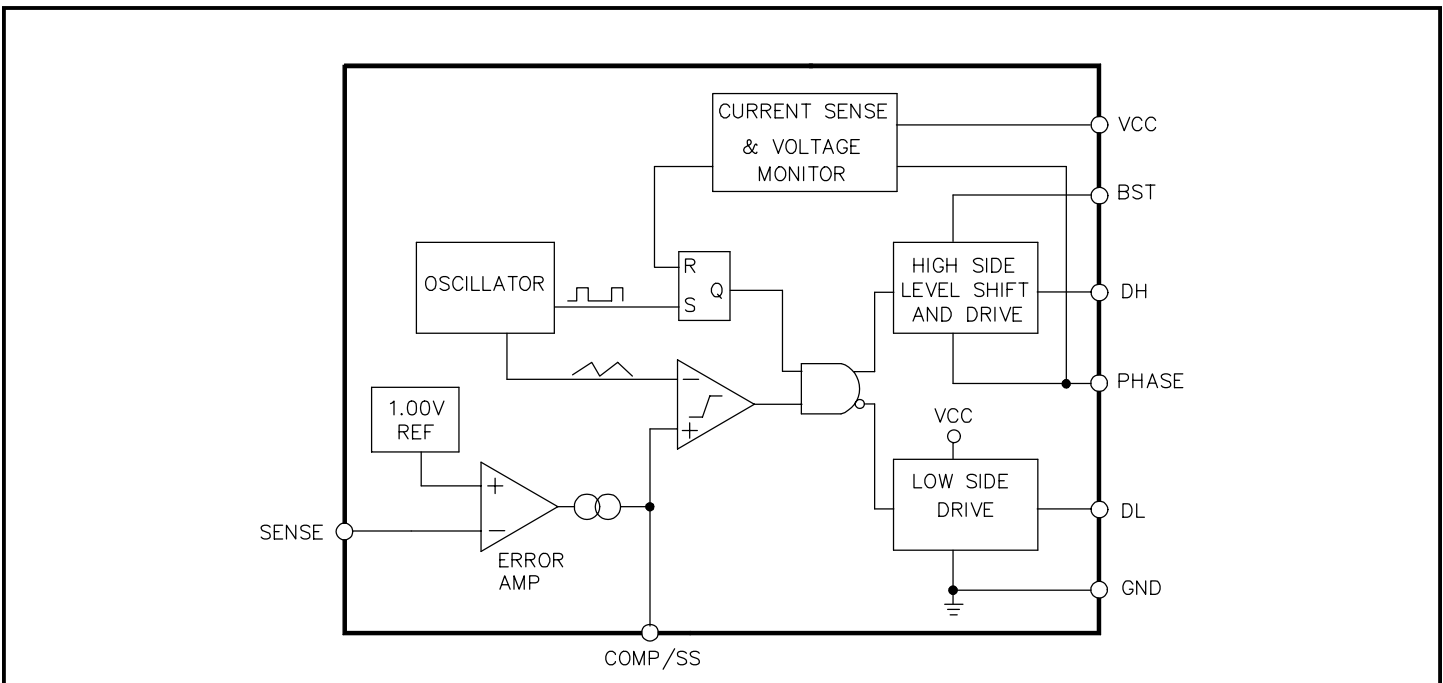 CURRENT SENSE
& VOLTAGE
MONITOR
VCC
BST
OSCILLATOR
R
Q
S
HIGH SIDE
LEVEL SHIFT
AND DRIVE
DH
PHASE
1.00V
REF
−
+
VCC
LOW SIDE
DRIVE
DL
+
−
SENSE
ERROR
AMP
GND
COMP/SS